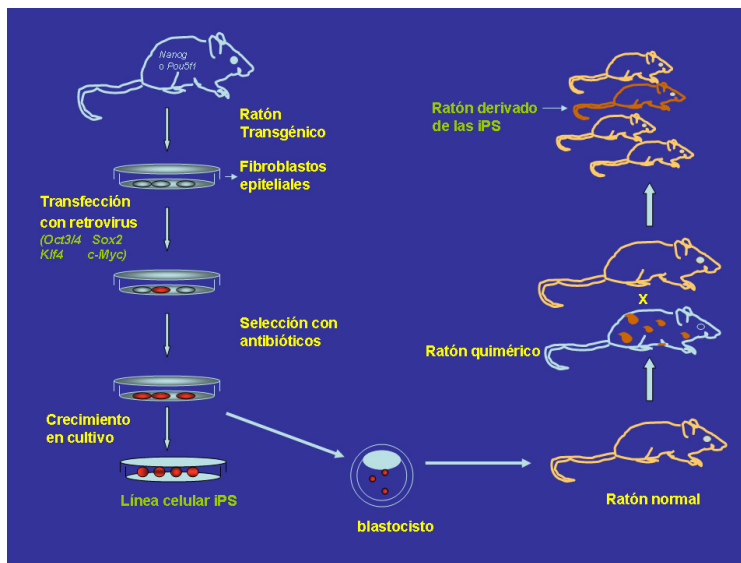 Nanog
o Pou5f1
Ratón
Transgénico
Fibroblastos
epiteliales
Transfección
con retrovirus
(Oct3/4 Sox2
Klf4 c-Myc)
Selección con
antibióticos
Crecimiento
en cultivo
Línea celular iPS
blastocisto
Ratón normal
Ratón quimérico
X
Ratón derivado
de las iPS